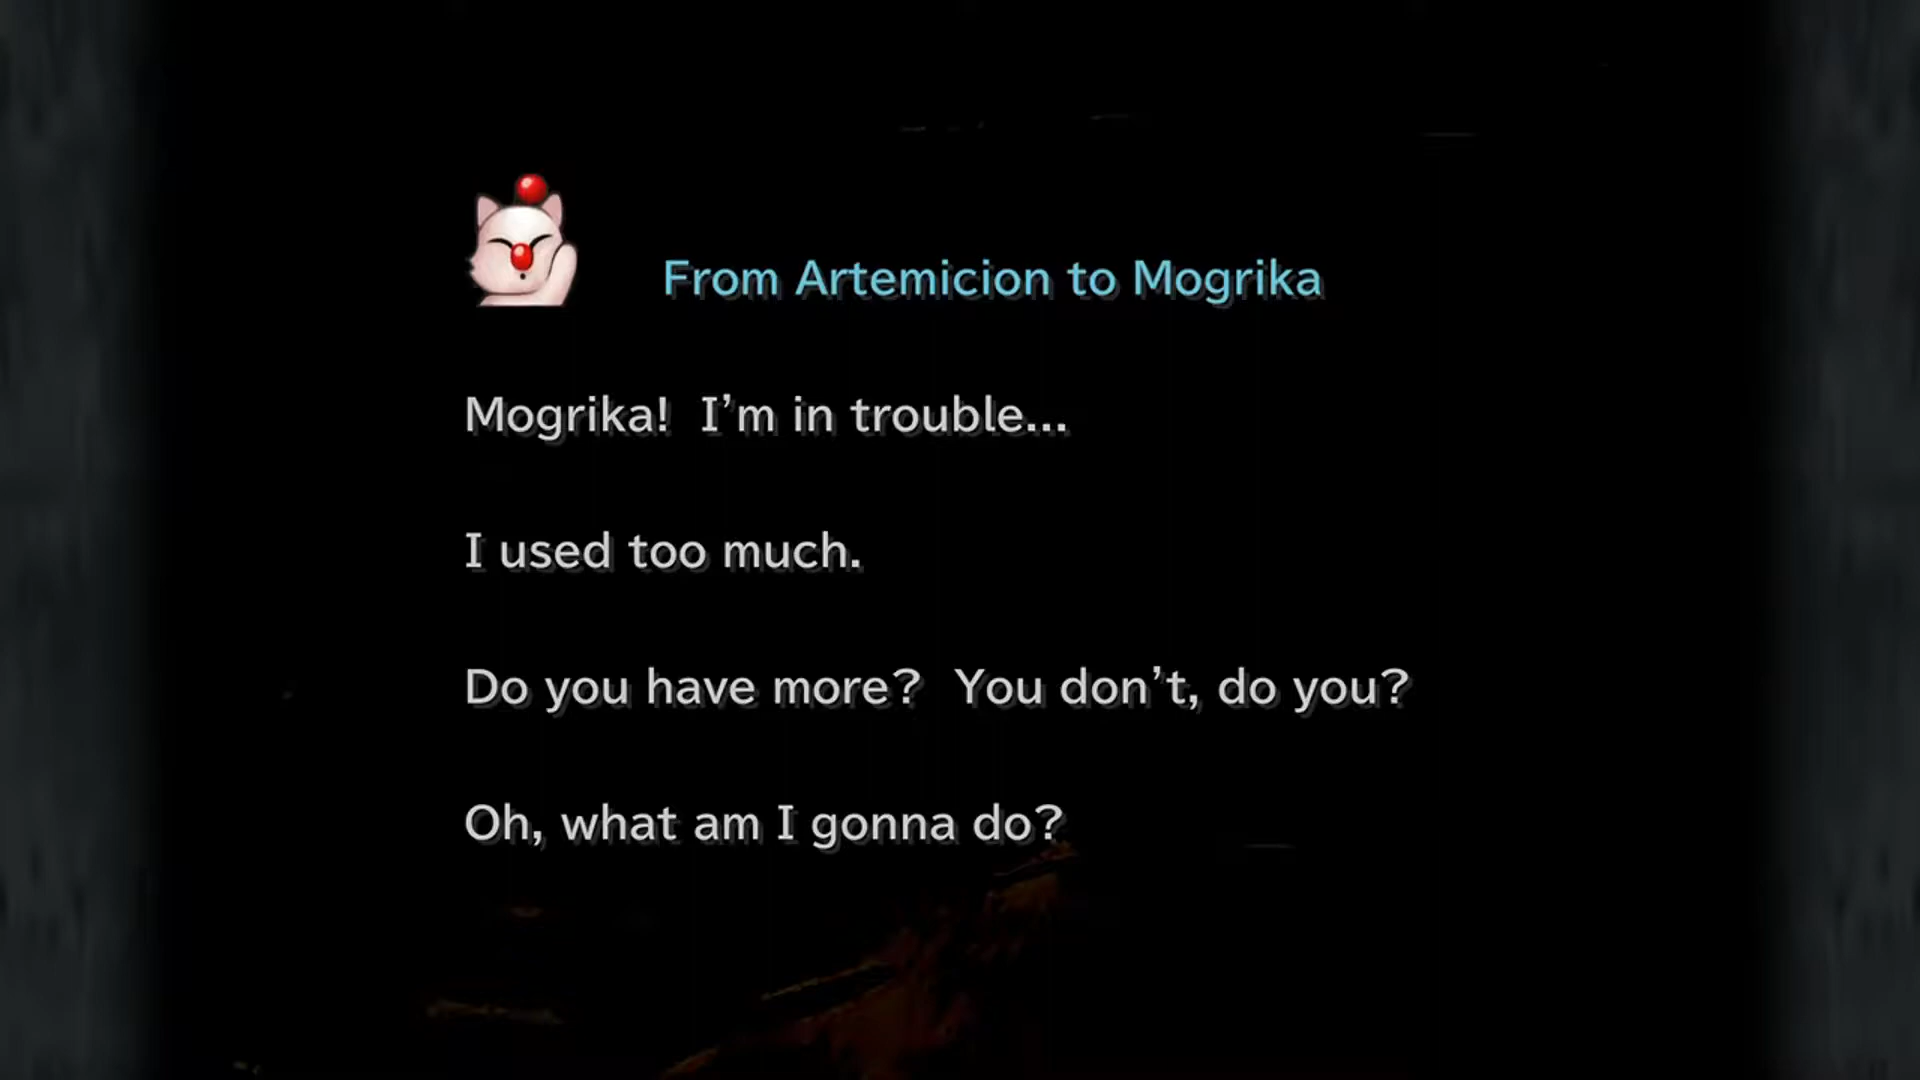 From Artemicion to Mogrika
Mogrika!  I’m in trouble...
I used too much.
Do you have more?  You don’t, do you?
Oh, what am I gonna do?